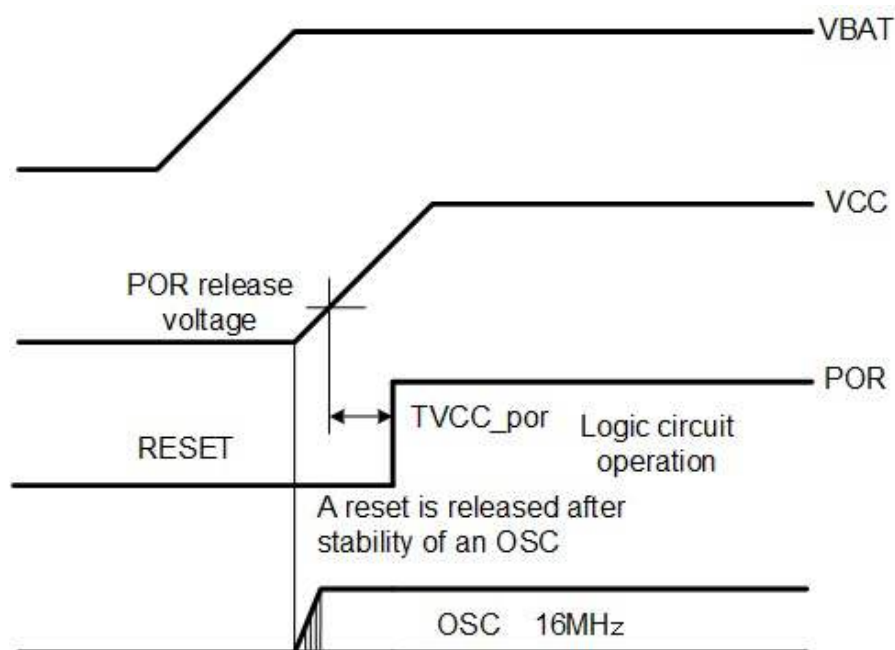 VBAT
VCC
POR release
voltage
POR
TVCC_por
Logic circuit
operation
RESET
A reset is released after
stability of an OSC
OSC 16MHz